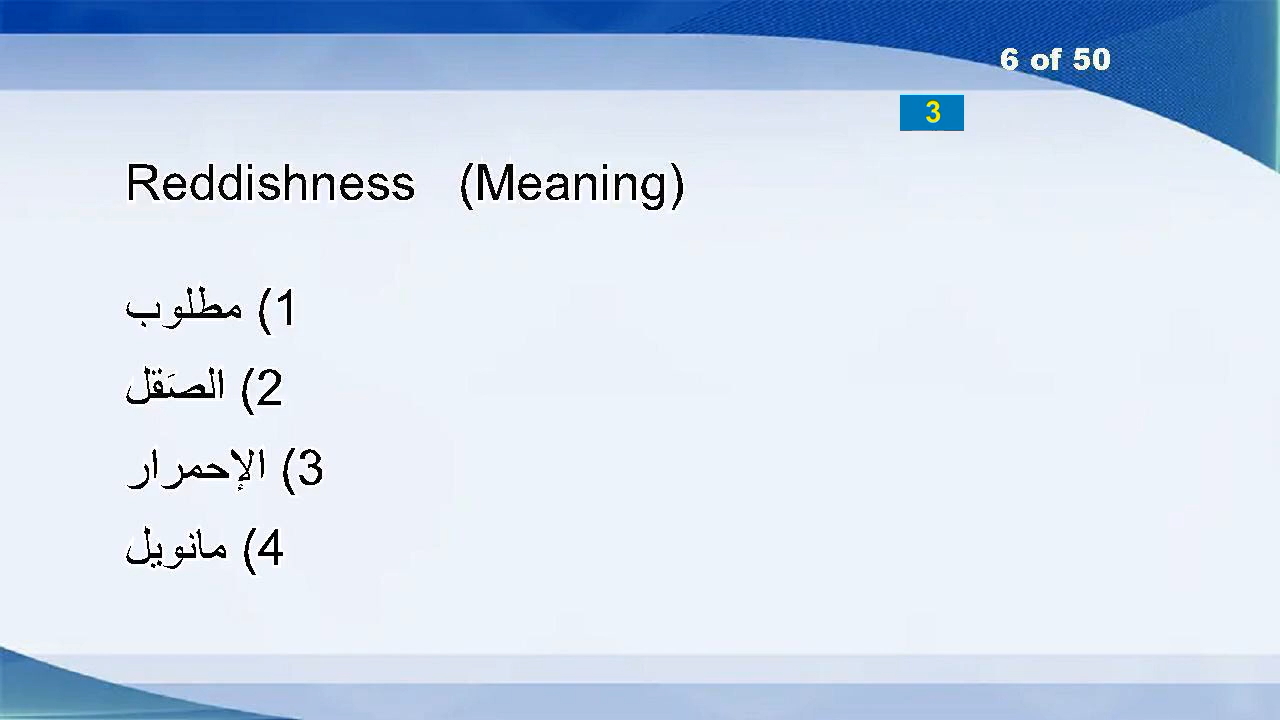 6 of 50
3
Reddishness (Meaning)
1) مطلوب
2) الصَقل
3) الإحمرار
4) مانويل